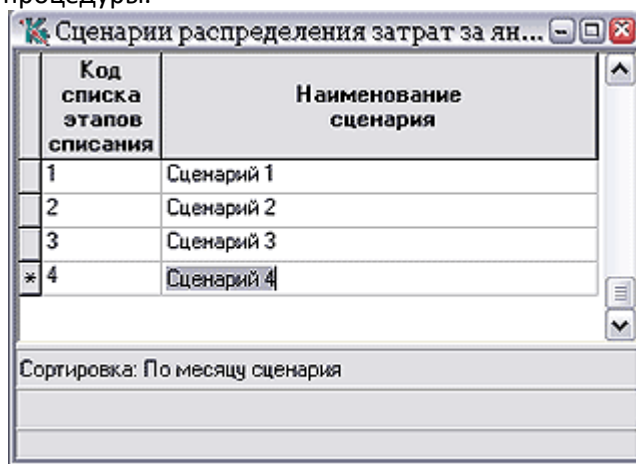 процедуры.
Сценарии распределения затрат за ян...
Код
списка
этапов
списания
Наименование
сценария
1 Сценарий 1
2 Сценарий 2
3 Сценарий 3
* 4 Сценарий 4
Сортировка: По месяцу сценария